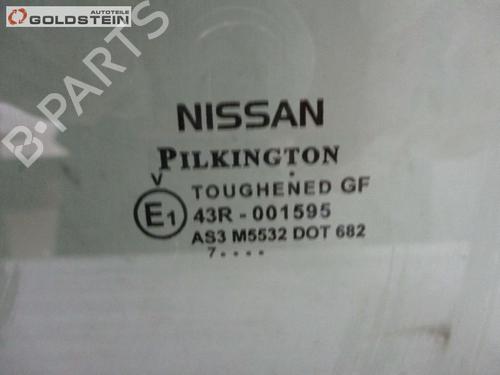 AUTOTEILE
GOLDSTEIN
B-PARTS
NISSAN
PILKINGTON
TOUGHENED GF
E1 43R - 001595
AS3 M5532 DOT 682
7 . . . .